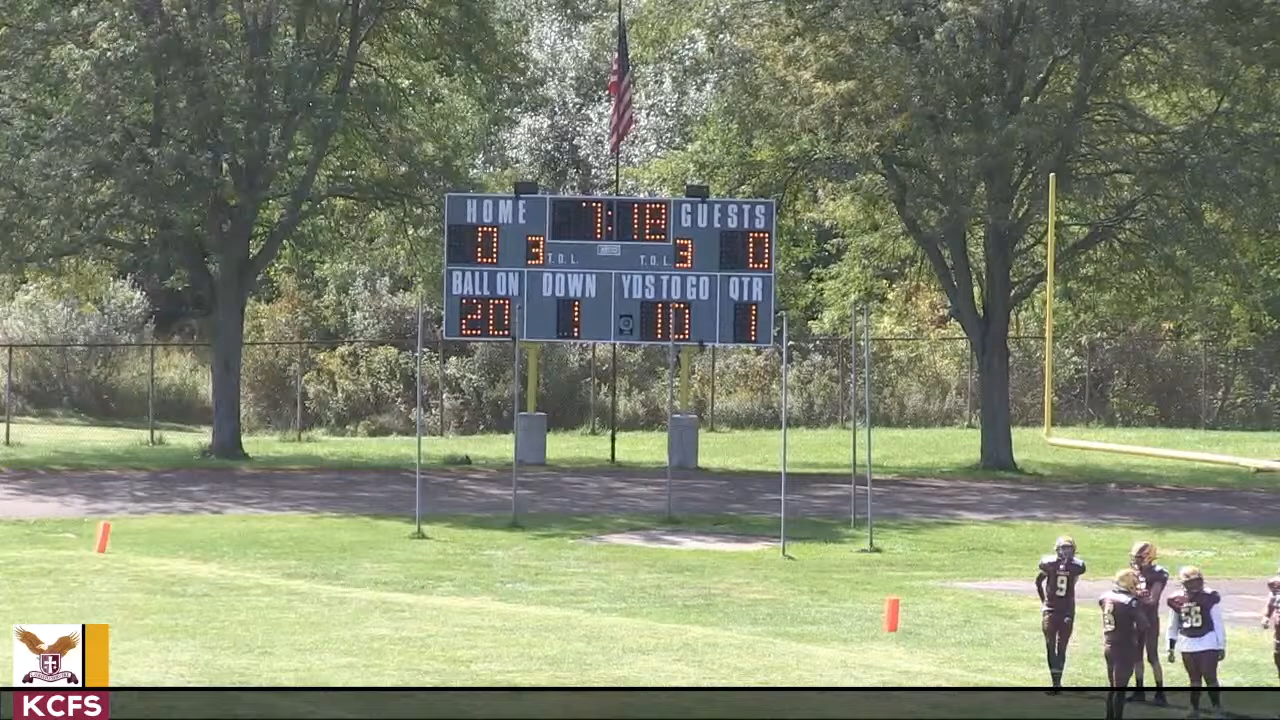 HOME 7:18 GUESTS
0 3 T.O.L. T.O.L. 3 0
BALL ON DOWN YDS TO GO QTR
20 1 10 1
9
56
KCFS